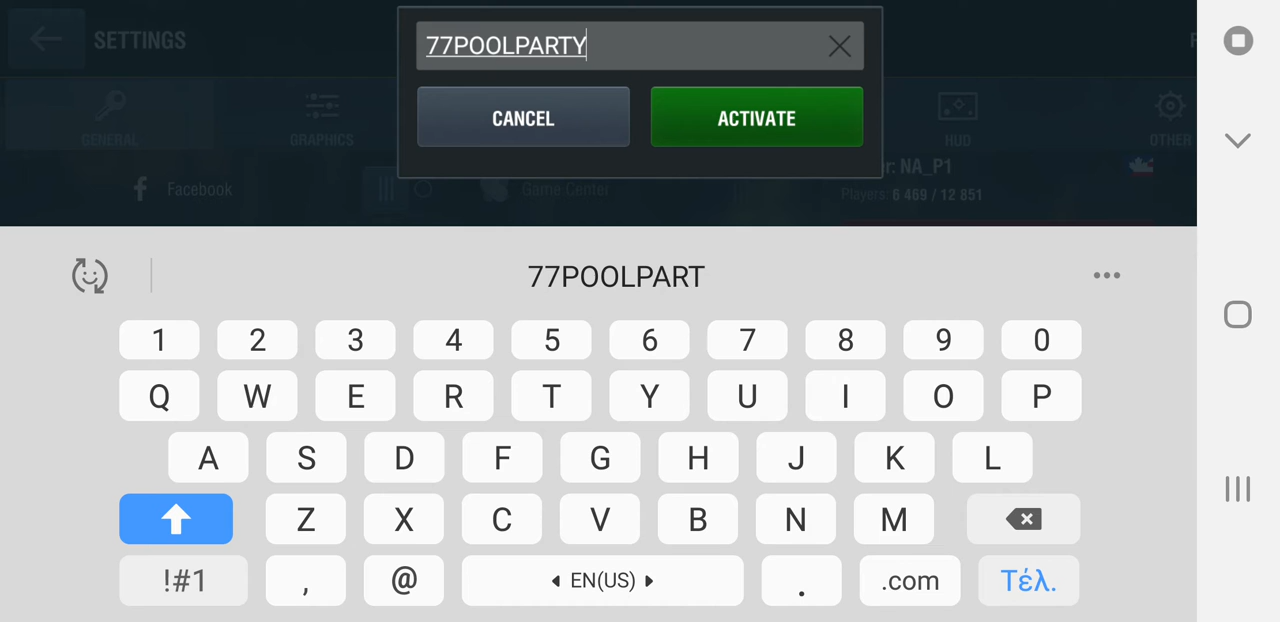 SETTINGS
77POOLPARTY
CANCEL
ACTIVATE
GENERAL
GRAPHICS
HUD
OTHER
Facebook
Game Center
r: NA_P1
Players: 6 469 / 12 851
77POOLPART
1 2 3 4 5 6 7 8 9 0
Q W E R T Y U I O P
A S D F G H J K L
Z X C V B N M
!#1 , @ EN(US) . .com Τέλ.